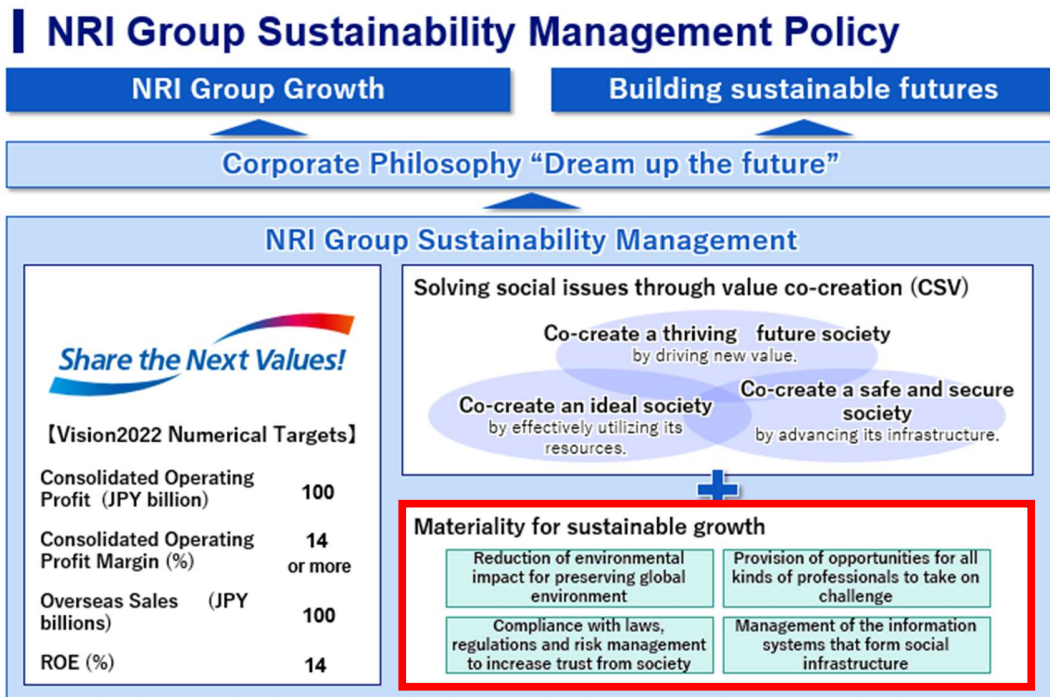 NRI Group Sustainability Management Policy
NRI Group Growth
Building sustainable futures
Corporate Philosophy “Dream up the future”
NRI Group Sustainability Management
Share the Next Values!
【Vision2022 Numerical Targets】
Consolidated Operating
Profit (JPY billion)
100
Consolidated Operating
Profit Margin (%)
14
or more
Overseas Sales (JPY
billions)
100
ROE (%)
14
Solving social issues through value co-creation (CSV)
Co-create a thriving future society
by driving new value.
Co-create an ideal society
by effectively utilizing its
resources.
Co-create a safe and secure
society
by advancing its infrastructure.
Materiality for sustainable growth
Reduction of environmental
impact for preserving global
environment
Provision of opportunities for all
kinds of professionals to take on
challenge
Compliance with laws,
regulations and risk management
to increase trust from society
Management of the information
systems that form social
infrastructure